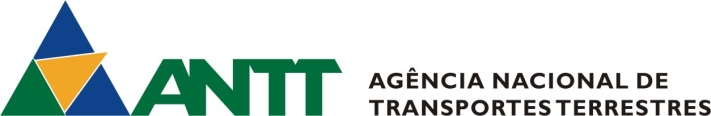 ANTT
AGÊNCIA NACIONAL DE
TRANSPORTES TERRESTRES